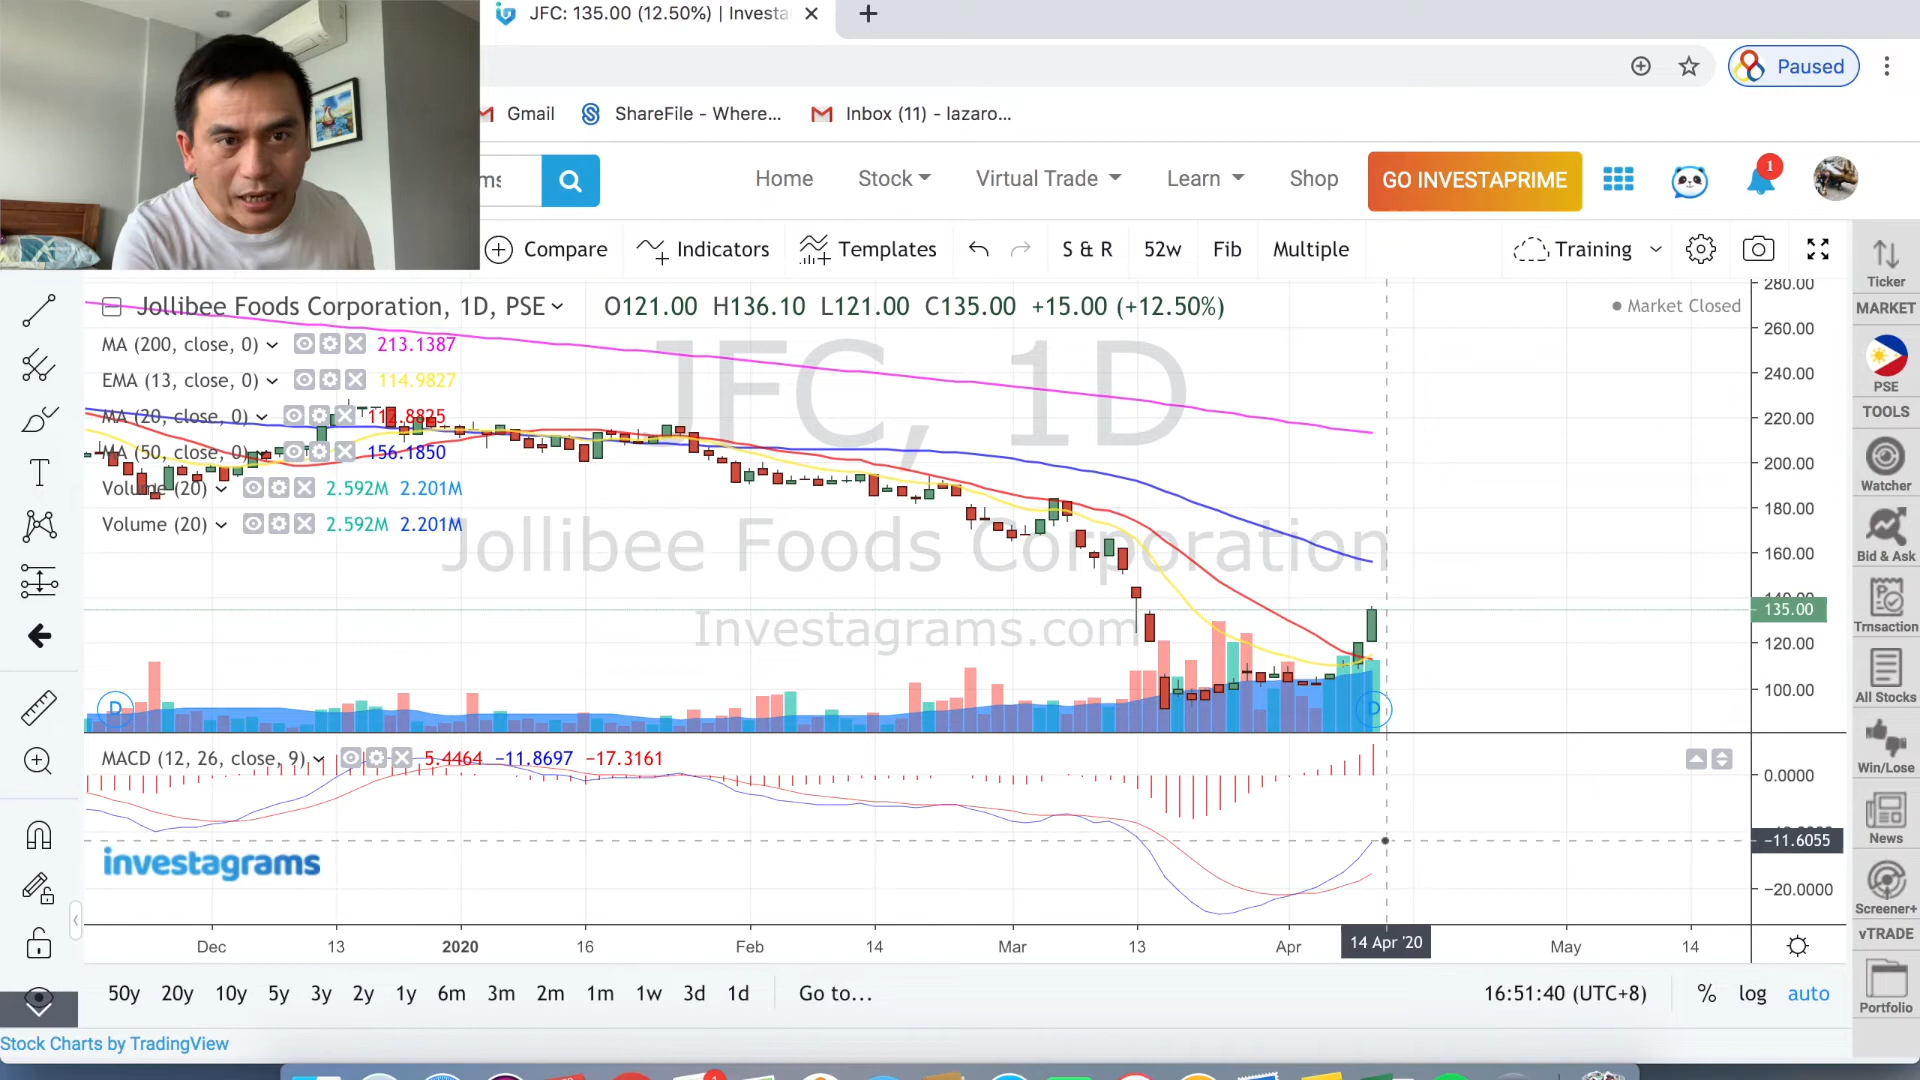 JFC: 135.00 (12.50%) | Investa
Paused
Gmail
ShareFile - Where...
Inbox (11) - lazaro...
Home
Stock
Virtual Trade
Learn
Shop
GO INVESTAPRIME
1
Compare
Indicators
Templates
S & R
52w
Fib
Multiple
Training
Ticker
Jollibee Foods Corporation, 1D, PSE
O121.00 H136.10 L121.00 C135.00 +15.00 (+12.50%)
Market Closed
MA (200, close, 0) 213.1387
EMA (13, close, 0) 114.9827
MA (20, close, 0) 112.8825
MA (50, close, 0) 156.1850
Volume (20) 2.592M 2.201M
Volume (20) 2.592M 2.201M
JFC, 1D
Jollibee Foods Corporation
Investagrams.com
280.00
260.00
240.00
220.00
200.00
180.00
160.00
135.00
120.00
100.00
D
D
MACD (12, 26, close, 9) 5.4464 −11.8697 −17.3161
0.0000
−11.6055
−20.0000
investagrams
Dec
13
2020
16
Feb
14
Mar
13
Apr
14 Apr '20
May
14
50y 20y 10y 5y 3y 2y 1y 6m 3m 2m 1m 1w 3d 1d
Go to...
16:51:40 (UTC+8)
%
log
auto
Stock Charts by TradingView
MARKET
PSE
TOOLS
Watcher
Bid & Ask
Trnsaction
All Stocks
Win/Lose
News
Screener+
vTRADE
Portfolio
1